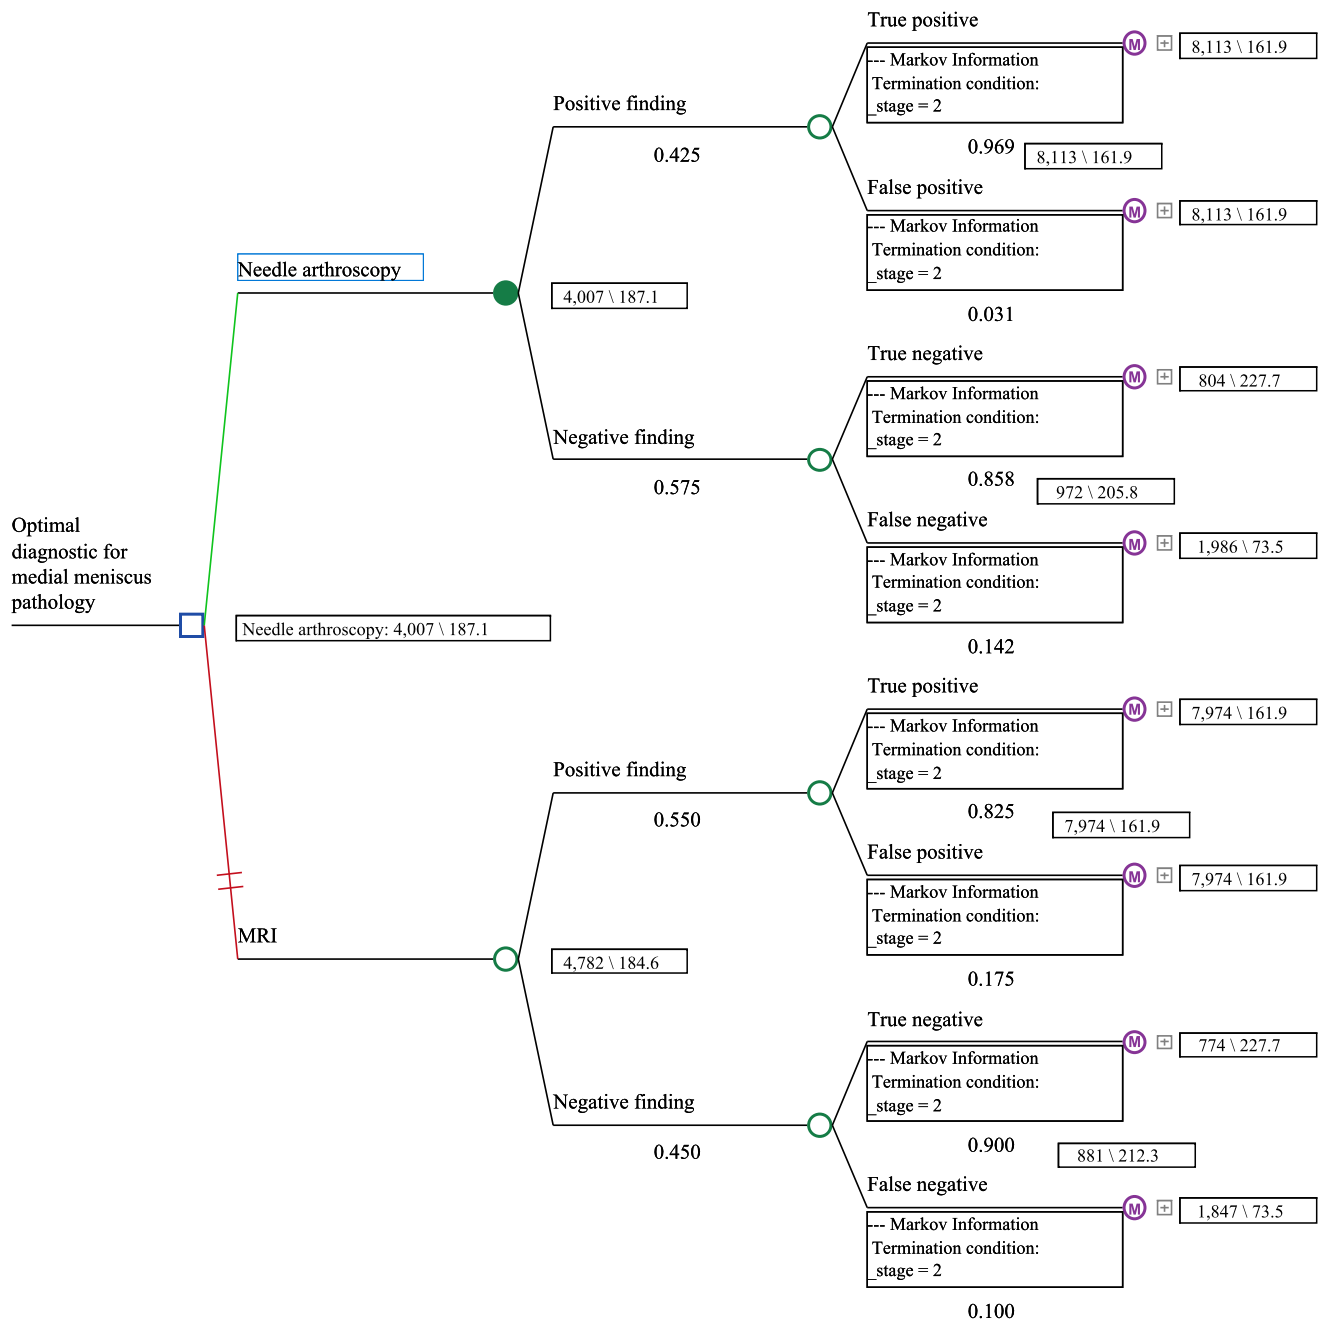 True positive
M
8,113 \ 161.9
--- Markov Information
Termination condition:
_stage = 2
Positive finding
0.425
0.969
8,113 \ 161.9
False positive
M
8,113 \ 161.9
--- Markov Information
Termination condition:
_stage = 2
0.031
Needle arthroscopy
4,007 \ 187.1
True negative
M
804 \ 227.7
--- Markov Information
Termination condition:
_stage = 2
Negative finding
0.575
0.858
972 \ 205.8
False negative
M
1,986 \ 73.5
--- Markov Information
Termination condition:
_stage = 2
0.142
Optimal
diagnostic for
medial meniscus
pathology
Needle arthroscopy: 4,007 \ 187.1
True positive
M
7,974 \ 161.9
--- Markov Information
Termination condition:
_stage = 2
Positive finding
0.550
0.825
7,974 \ 161.9
False positive
M
7,974 \ 161.9
--- Markov Information
Termination condition:
_stage = 2
0.175
MRI
4,782 \ 184.6
True negative
M
774 \ 227.7
--- Markov Information
Termination condition:
_stage = 2
Negative finding
0.450
0.900
881 \ 212.3
False negative
M
1,847 \ 73.5
--- Markov Information
Termination condition:
_stage = 2
0.100